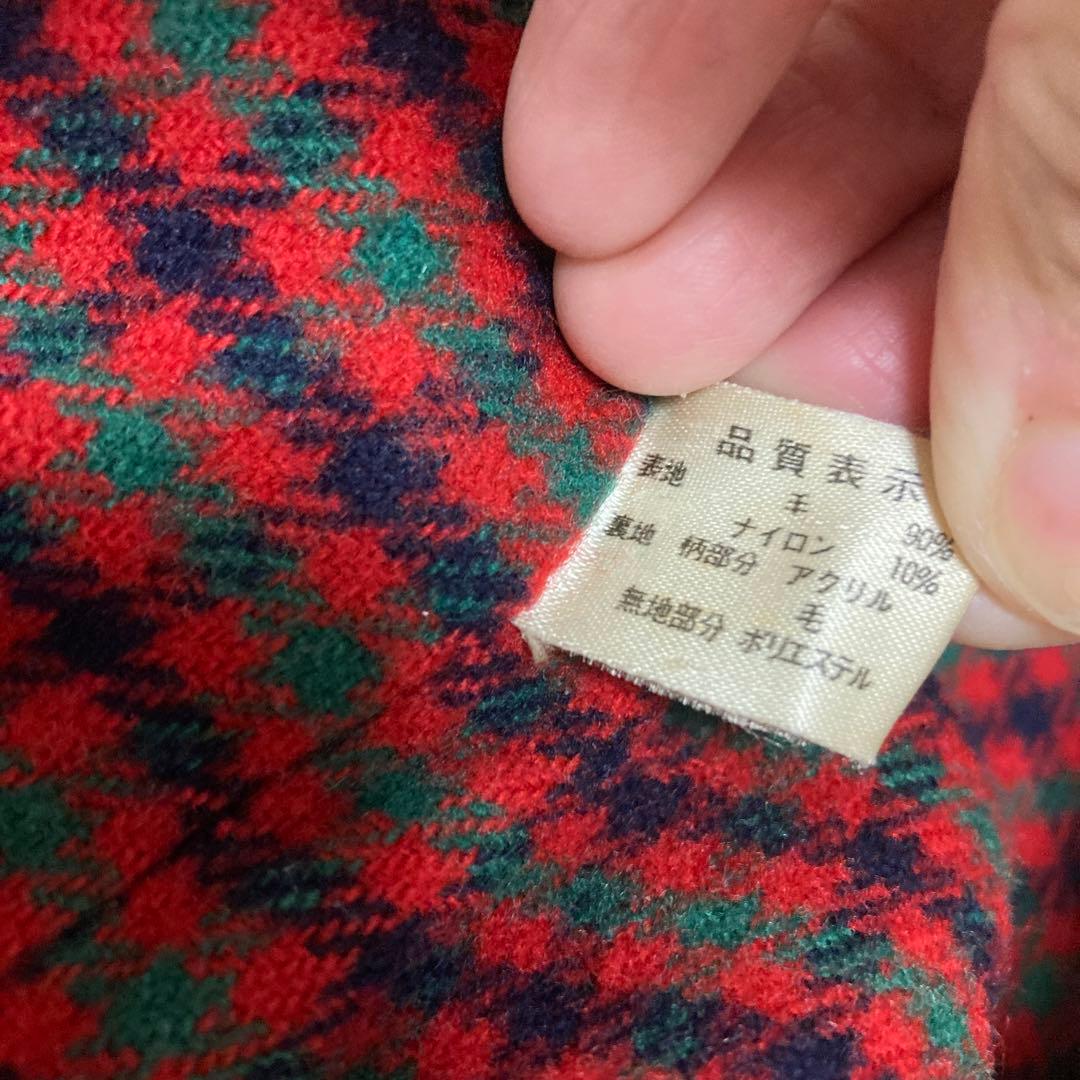 品質表示
表地 毛 90%
ナイロン 10%
裏地 柄部分 アクリル
毛
無地部分 ポリエステル